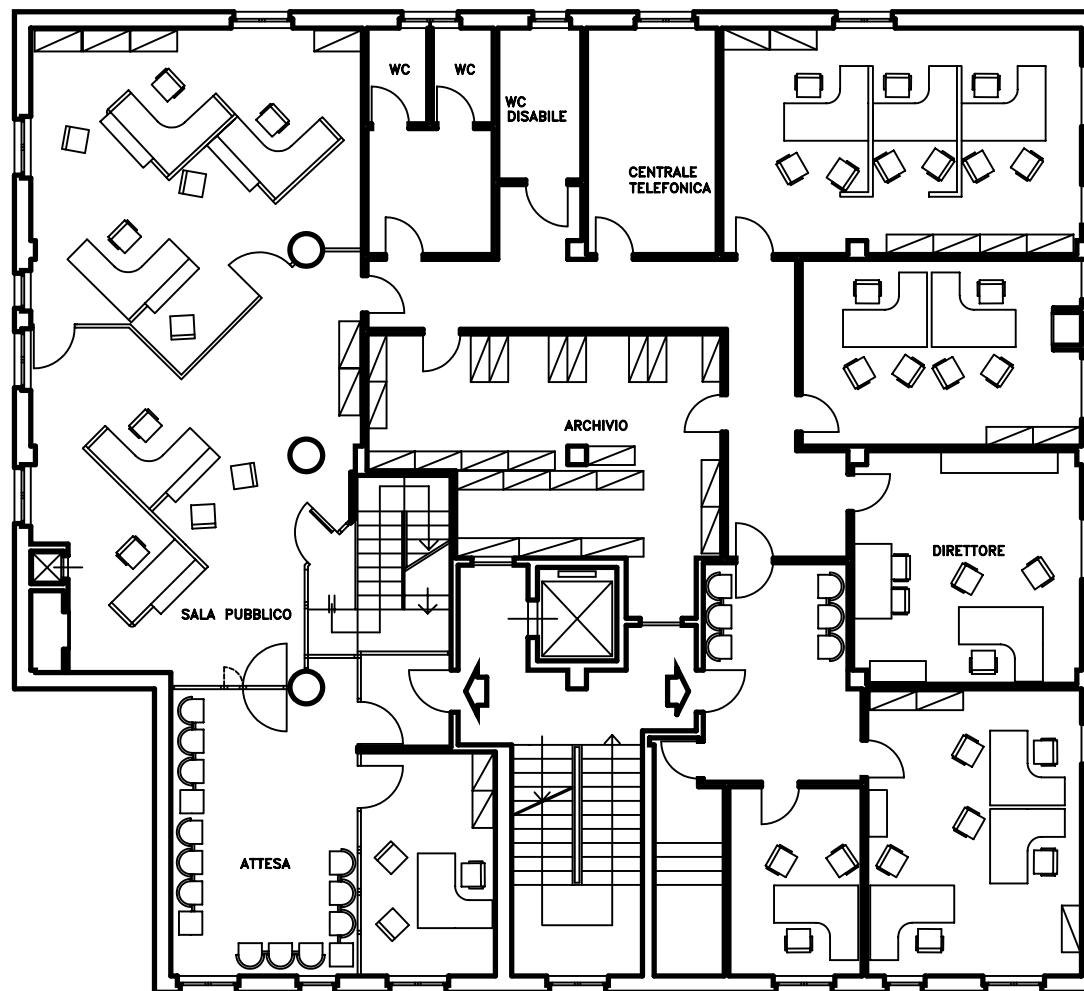 WC
WC
WC
DISABILE
CENTRALE
TELEFONICA
ARCHIVIO
DIRETTORE
SALA PUBBLICO
ATTESA